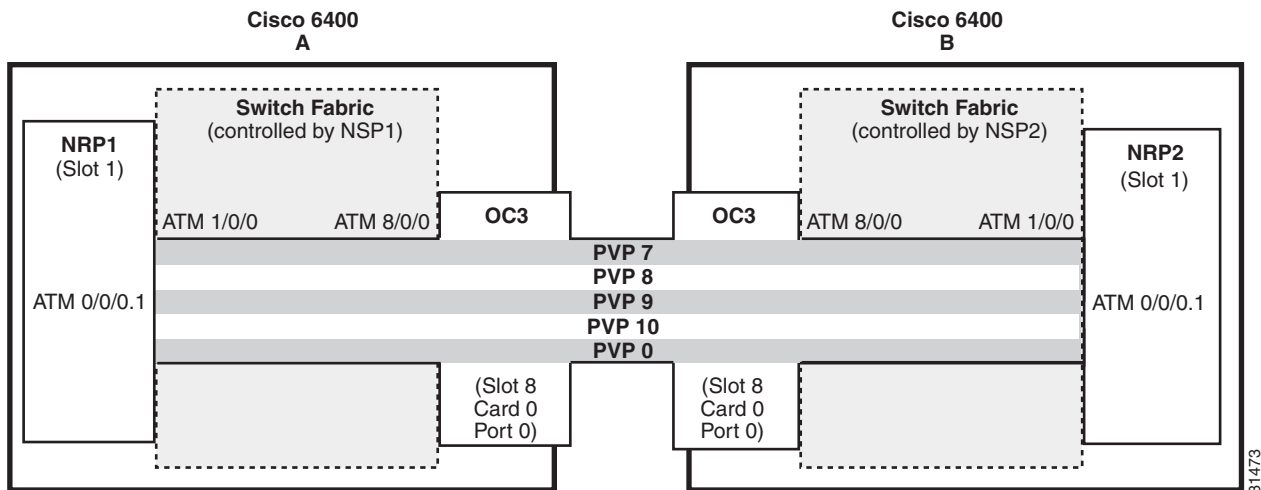 Cisco 6400
A
Cisco 6400
B
Switch Fabric
(controlled by NSP1)
Switch Fabric
(controlled by NSP2)
NRP1
(Slot 1)
NRP2
(Slot 1)
ATM 1/0/0
ATM 8/0/0
OC3
OC3
ATM 8/0/0
ATM 1/0/0
PVP 7
PVP 8
ATM 0/0/0.1
PVP 9
ATM 0/0/0.1
PVP 10
PVP 0
(Slot 8
Card 0
Port 0)
(Slot 8
Card 0
Port 0)